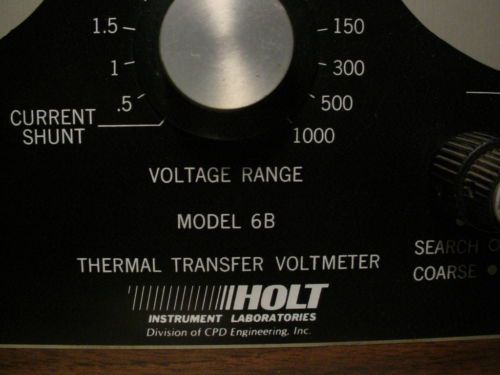 1.5
150
1
300
.5
500
CURRENT
SHUNT
1000
VOLTAGE RANGE
MODEL 6B
SEARCH
THERMAL TRANSFER VOLTMETER
COARSE
HOLT
INSTRUMENT LABORATORIES
Division of CPD Engineering, Inc.